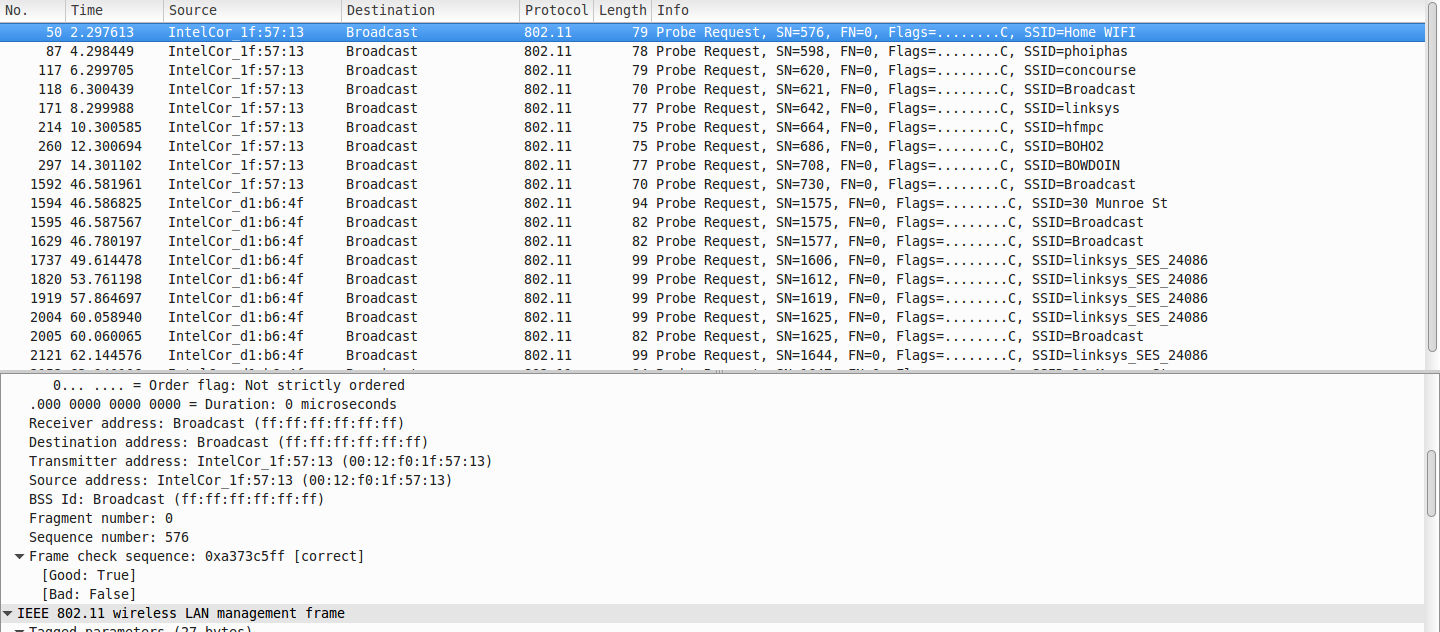 No. Time Source Destination Protocol Length Info
50 2.297613 IntelCor_1f:57:13 Broadcast 802.11 79 Probe Request, SN=576, FN=0, Flags=........C, SSID=Home WIFI
87 4.298449 IntelCor_1f:57:13 Broadcast 802.11 78 Probe Request, SN=598, FN=0, Flags=........C, SSID=phoiphas
117 6.299705 IntelCor_1f:57:13 Broadcast 802.11 79 Probe Request, SN=620, FN=0, Flags=........C, SSID=concourse
118 6.300439 IntelCor_1f:57:13 Broadcast 802.11 70 Probe Request, SN=621, FN=0, Flags=........C, SSID=Broadcast
171 8.299988 IntelCor_1f:57:13 Broadcast 802.11 77 Probe Request, SN=642, FN=0, Flags=........C, SSID=linksys
214 10.300585 IntelCor_1f:57:13 Broadcast 802.11 75 Probe Request, SN=664, FN=0, Flags=........C, SSID=hfmpc
260 12.300694 IntelCor_1f:57:13 Broadcast 802.11 75 Probe Request, SN=686, FN=0, Flags=........C, SSID=BOHO2
297 14.301102 IntelCor_1f:57:13 Broadcast 802.11 77 Probe Request, SN=708, FN=0, Flags=........C, SSID=BOWDOIN
1592 46.581961 IntelCor_1f:57:13 Broadcast 802.11 70 Probe Request, SN=730, FN=0, Flags=........C, SSID=Broadcast
1594 46.586825 IntelCor_d1:b6:4f Broadcast 802.11 94 Probe Request, SN=1575, FN=0, Flags=........C, SSID=30 Munroe St
1595 46.587567 IntelCor_d1:b6:4f Broadcast 802.11 82 Probe Request, SN=1575, FN=0, Flags=........C, SSID=Broadcast
1629 46.780197 IntelCor_d1:b6:4f Broadcast 802.11 82 Probe Request, SN=1577, FN=0, Flags=........C, SSID=Broadcast
1737 49.614478 IntelCor_d1:b6:4f Broadcast 802.11 99 Probe Request, SN=1606, FN=0, Flags=........C, SSID=linksys_SES_24086
1820 53.761198 IntelCor_d1:b6:4f Broadcast 802.11 99 Probe Request, SN=1612, FN=0, Flags=........C, SSID=linksys_SES_24086
1919 57.864697 IntelCor_d1:b6:4f Broadcast 802.11 99 Probe Request, SN=1619, FN=0, Flags=........C, SSID=linksys_SES_24086
2004 60.058940 IntelCor_d1:b6:4f Broadcast 802.11 99 Probe Request, SN=1625, FN=0, Flags=........C, SSID=linksys_SES_24086
2005 60.060065 IntelCor_d1:b6:4f Broadcast 802.11 82 Probe Request, SN=1625, FN=0, Flags=........C, SSID=Broadcast
2121 62.144576 IntelCor_d1:b6:4f Broadcast 802.11 99 Probe Request, SN=1644, FN=0, Flags=........C, SSID=linksys_SES_24086
0... .... = Order flag: Not strictly ordered
.000 0000 0000 0000 = Duration: 0 microseconds
Receiver address: Broadcast (ff:ff:ff:ff:ff:ff)
Destination address: Broadcast (ff:ff:ff:ff:ff:ff)
Transmitter address: IntelCor_1f:57:13 (00:12:f0:1f:57:13)
Source address: IntelCor_1f:57:13 (00:12:f0:1f:57:13)
BSS Id: Broadcast (ff:ff:ff:ff:ff:ff)
Fragment number: 0
Sequence number: 576
Frame check sequence: 0xa373c5ff [correct]
[Good: True]
[Bad: False]
IEEE 802.11 wireless LAN management frame
Tagged parameters (27 bytes)